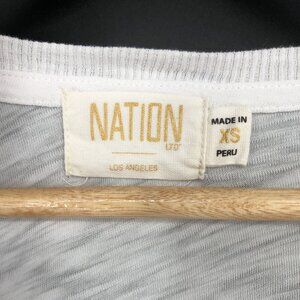 NATION
LTD
LOS ANGELES
MADE IN
XS
PERU